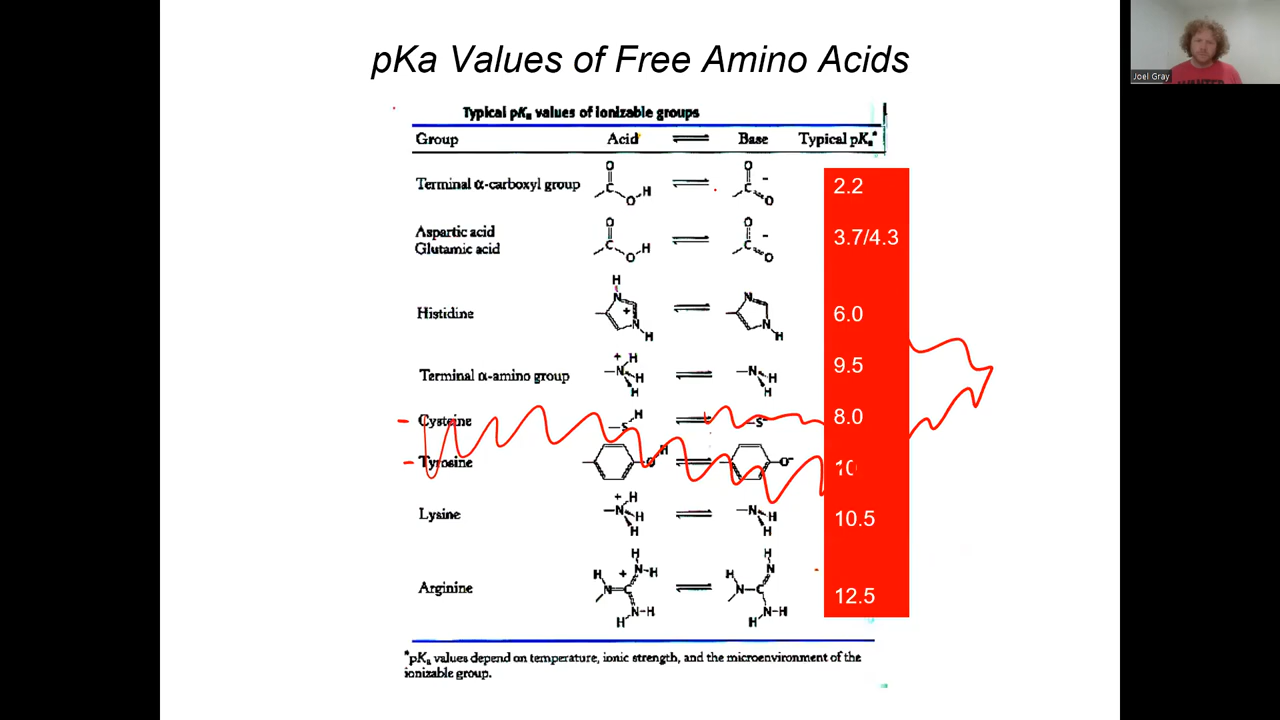 pKa Values of Free Amino Acids
Joel Gray
Typical pKa values of ionizable groups
Group Acid ⇌ Base Typical pKa*
Terminal α-carboxyl group O C O H ⇌ O C O - 2.2
Aspartic acid
Glutamic acid O C O H ⇌ O C O - 3.7/4.3
Histidine H N + N H ⇌ N N H 6.0
Terminal α-amino group + N H H H ⇌ N H H 9.5
Cysteine S H ⇌ S- 8.0
Tyrosine O H ⇌ O- 10
Lysine + N H H H ⇌ N H H 10.5
Arginine H N + C N H H N H H ⇌ H N C N H N H H 12.5
*pKa values depend on temperature, ionic strength, and the microenvironment of the
ionizable group.